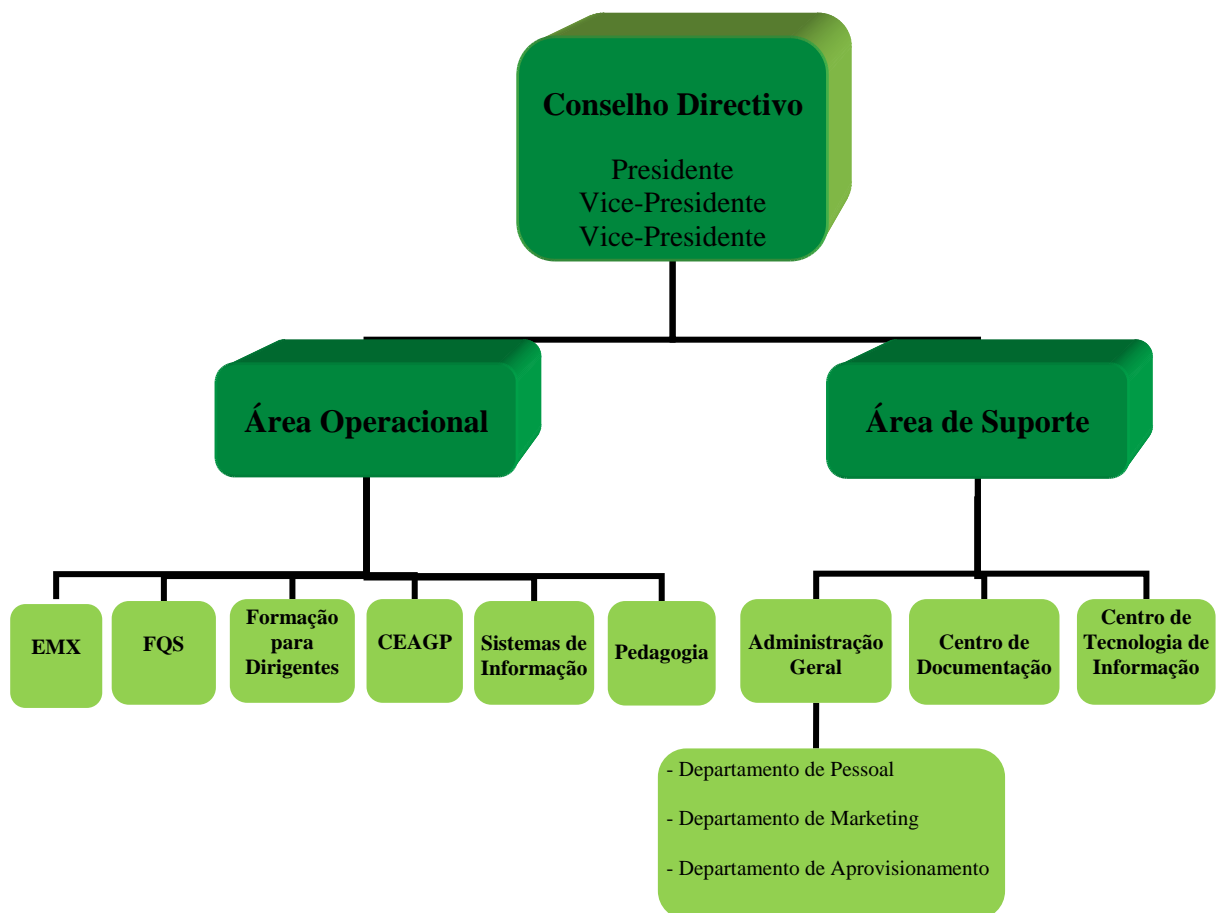 Conselho Directivo
Presidente
Vice-Presidente
Vice-Presidente
Área Operacional
Área de Suporte
EMX
FQS
Formação
para
Dirigentes
CEAGP
Sistemas de
Informação
Pedagogia
Administração
Geral
Centro de
Documentação
Centro de
Tecnologia de
Informação
- Departamento de Pessoal
- Departamento de Marketing
- Departamento de Aprovisionamento